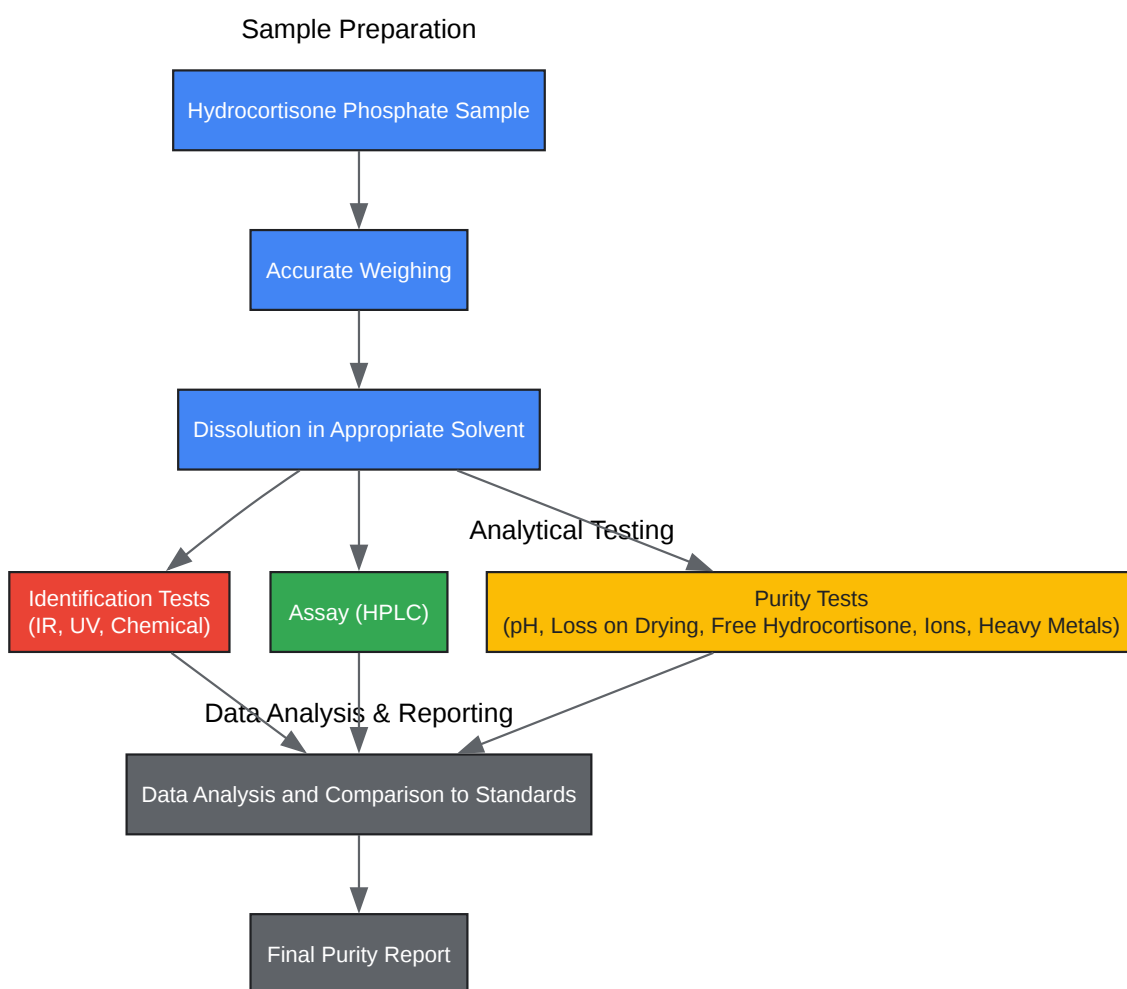 Sample Preparation
Hydrocortisone Phosphate Sample
Accurate Weighing
Dissolution in Appropriate Solvent
Analytical Testing
Identification Tests
(IR, UV, Chemical)
Assay (HPLC)
Purity Tests
(pH, Loss on Drying, Free Hydrocortisone, Ions, Heavy Metals)
Data Analysis & Reporting
Data Analysis and Comparison to Standards
Final Purity Report